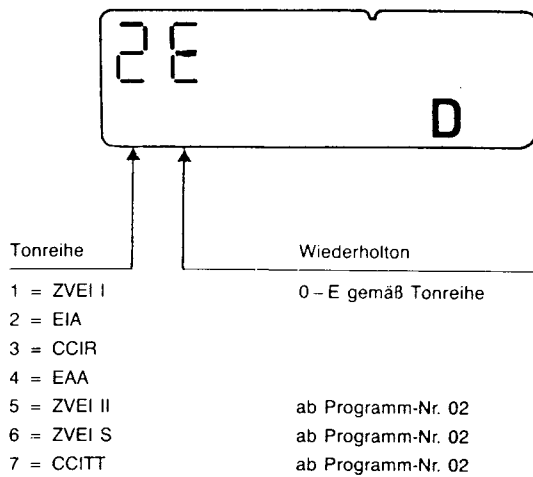 2E
D
Tonreihe Wiederholton
1 = ZVEI I 0 – E gemäß Tonreihe
2 = EIA
3 = CCIR
4 = EAA
5 = ZVEI II ab Programm-Nr. 02
6 = ZVEI S ab Programm-Nr. 02
7 = CCITT ab Programm-Nr. 02